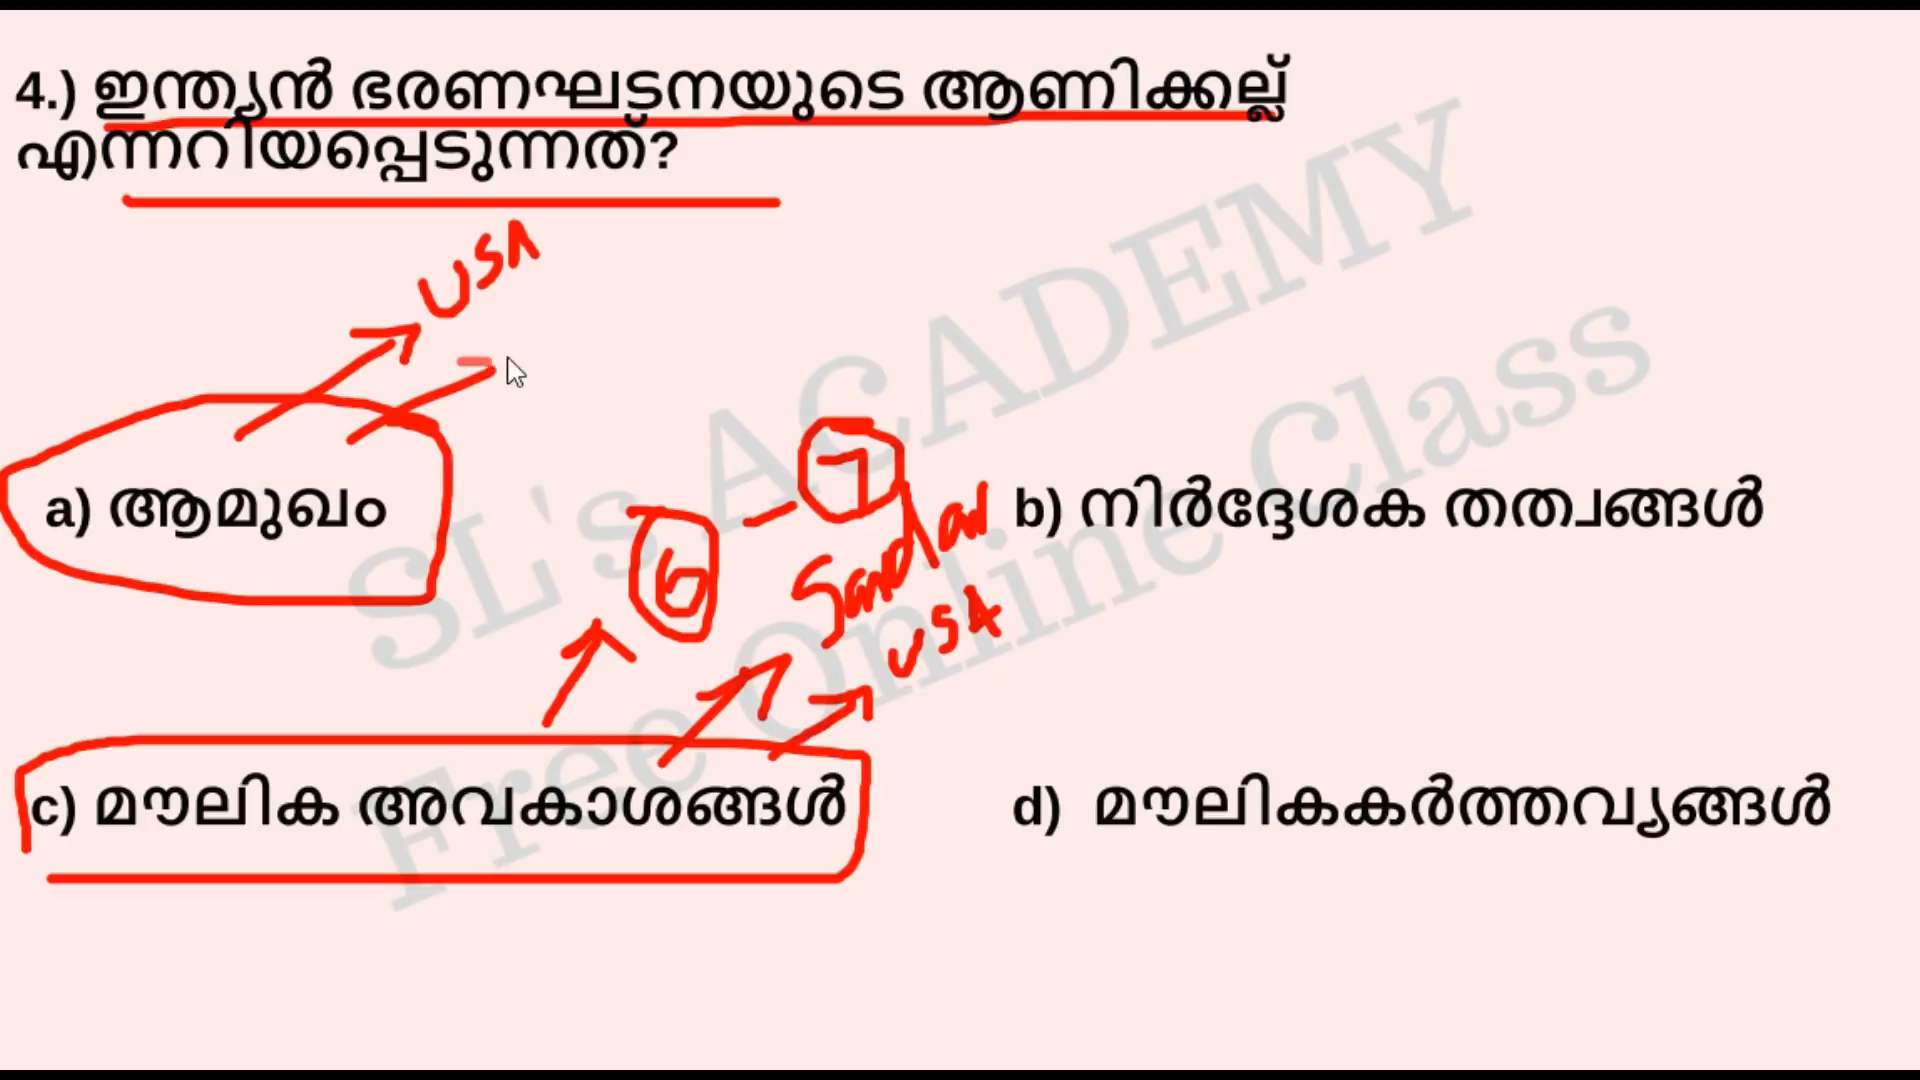 4.) ഇന്ത്യൻ ഭരണഘടനയുടെ ആണിക്കല്ല്
എന്നറിയപ്പെടുന്നത്?
USA
a) ആമുഖം
b) നിർദ്ദേശക തത്വങ്ങൾ
7
6
USA
c) മൗലിക അവകാശങ്ങൾ
d) മൗലികകർത്തവ്യങ്ങൾ
SL's ACADEMY
Free Online Class